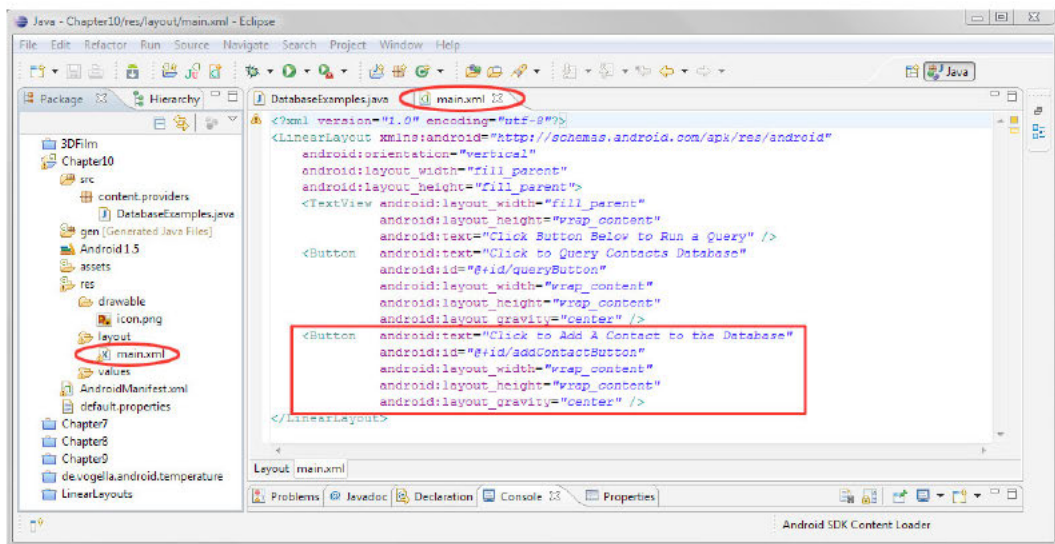 Java - Chapter10/res/layout/main.xml - Eclipse
File Edit Refactor Run Source Navigate Search Project Window Help
Java
Package Hierarchy
DatabaseExamples.java main.xml
3DFilm
Chapter10
src
content.providers
DatabaseExamples.java
gen [Generated Java Files]
Android 1.5
assets
res
drawable
icon.png
layout
main.xml
values
AndroidManifest.xml
default.properties
Chapter7
Chapter8
Chapter9
de.vogella.android.temperature
LinearLayouts
<?xml version="1.0" encoding="utf-8"?>
<LinearLayout xmlns:android="http://schemas.android.com/apk/res/android"
android:orientation="vertical"
android:layout_width="fill_parent"
android:layout_height="fill_parent">
<TextView android:layout_width="fill_parent"
android:layout_height="wrap_content"
android:text="Click Button Below to Run a Query" />
<Button android:text="Click to Query Contacts Database"
android:id="@+id/queryButton"
android:layout_width="wrap_content"
android:layout_height="wrap_content"
android:layout_gravity="center" />
<Button android:text="Click to Add A Contact to the Database"
android:id="@+id/addContactButton"
android:layout_width="wrap_content"
android:layout_height="wrap_content"
android:layout_gravity="center" />
</LinearLayout>
Layout main.xml
Problems Javadoc Declaration Console Properties
Android SDK Content Loader